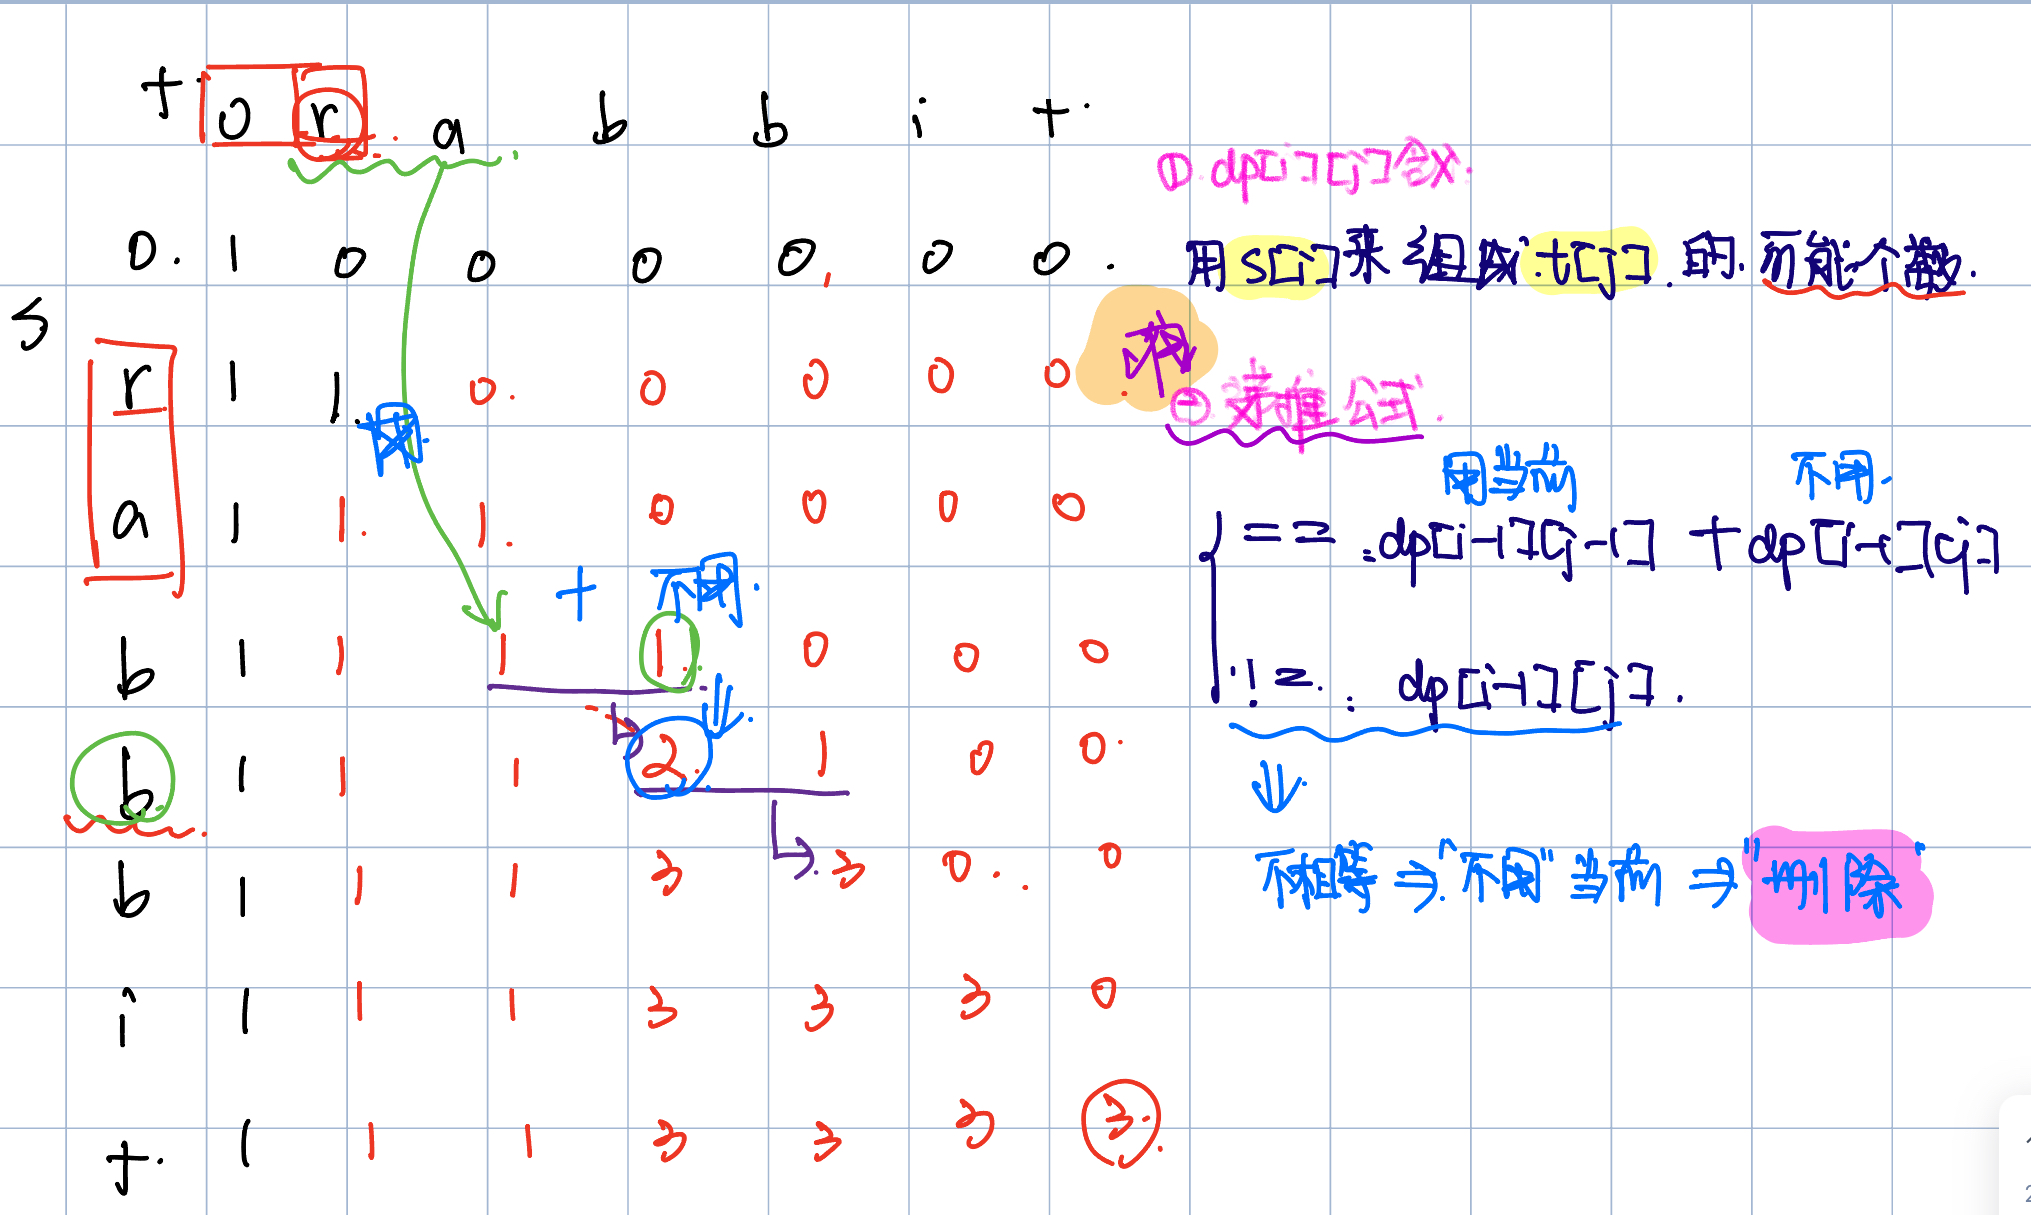 t. 0 r. a b b i t.
① dp[i][j]含义.
0. 1 0 0 0 0, 0 0.
用s[i]来组成t[j].的.可能个数.
S
r 1 1. 0. 0 0 0 0.
递推公式.
用.
用当前 不用.
a 1 1. 1. 0 0 0 0
== : dp[i-1][j-1] + dp[i-1][j]
+ 不用.
b 1 1 1 1. 0 0 0
!= : dp[i-1][j].
b 1 1 1 2. 1 0 0.
b 1 1 1 3 3 0.. 0
不相等 ⇒ "不用" 当前 ⇒ "删除"
i 1 1 1 3 3 3 0
t. 1 1 1 3 3 3 3.